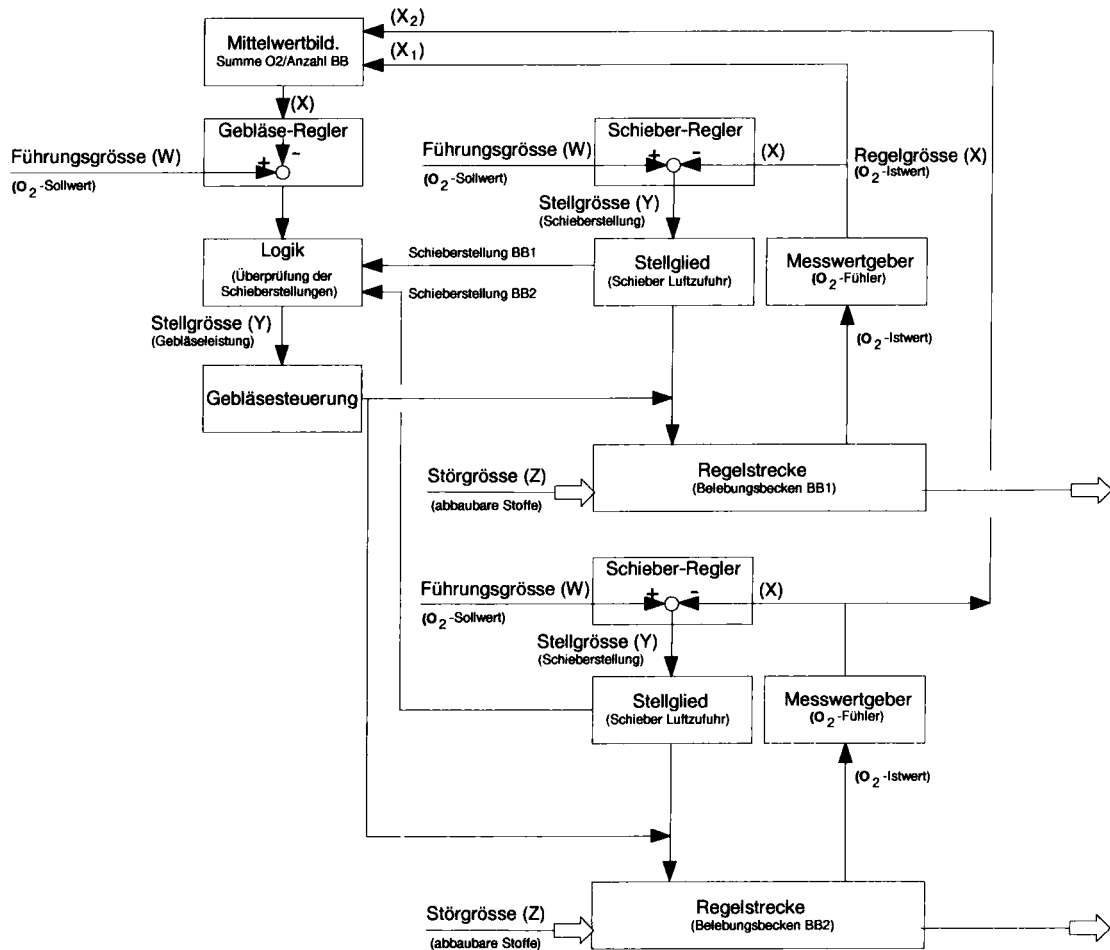 Mittelwertbild.
Summe O2/Anzahl BB
(X₂)
(X₁)
(X)
Gebläse-Regler
+ -
Führungsgrösse (W)
(O₂-Sollwert)
Schieber-Regler
+ -
Führungsgrösse (W)
(O₂-Sollwert)
(X)
Regelgrösse (X)
(O₂-Istwert)
Stellgrösse (Y)
(Schieberstellung)
Logik
(Überprüfung der
Schieberstellungen)
Schieberstellung BB1
Schieberstellung BB2
Stellglied
(Schieber Luftzufuhr)
Messwertgeber
(O₂-Fühler)
Stellgrösse (Y)
(Gebläseleistung)
(O₂-Istwert)
Gebläsesteuerung
Störgrösse (Z)
(abbaubare Stoffe)
Regelstrecke
(Belebungsbecken BB1)
Schieber-Regler
+ -
Führungsgrösse (W)
(O₂-Sollwert)
(X)
Stellgrösse (Y)
(Schieberstellung)
Stellglied
(Schieber Luftzufuhr)
Messwertgeber
(O₂-Fühler)
(O₂-Istwert)
Störgrösse (Z)
(abbaubare Stoffe)
Regelstrecke
(Belebungsbecken BB2)